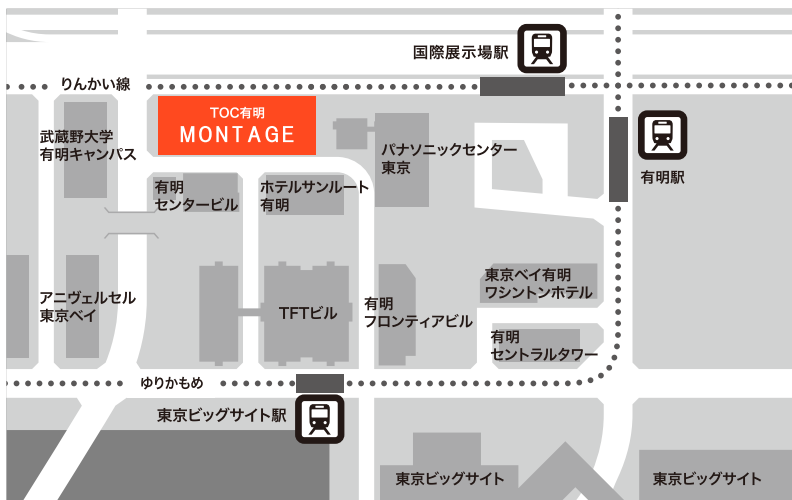 国際展示場駅
りんかい線
TOC有明
MONTAGE
武蔵野大学
有明キャンパス
パナソニックセンター
東京
有明駅
有明
センタービル
ホテルサンルート
有明
アニヴェルセル
東京ベイ
TFTビル
有明
フロンティアビル
東京ベイ有明
ワシントンホテル
有明
セントラルタワー
ゆりかもめ
東京ビッグサイト駅
東京ビッグサイト
東京ビッグサイト